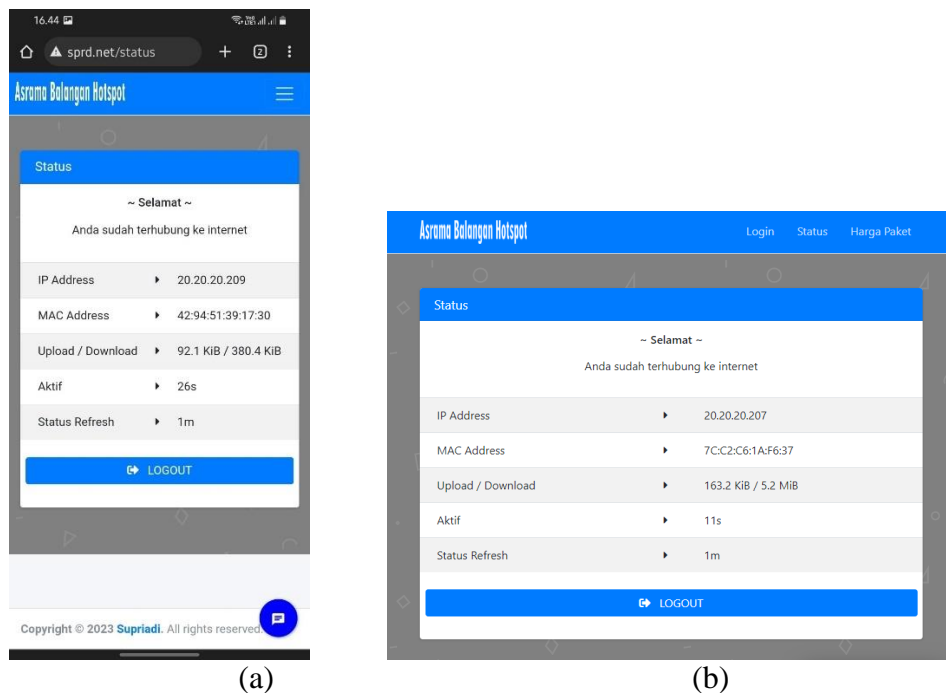 16.44
sprd.net/status
2
Asrama Balangan Hotspot
Status
~ Selamat ~
Anda sudah terhubung ke internet
IP Address 20.20.20.209
MAC Address 42:94:51:39:17:30
Upload / Download 92.1 KiB / 380.4 KiB
Aktif 26s
Status Refresh 1m
LOGOUT
Copyright © 2023 Supriadi. All rights reserved.
(a)
Asrama Balangan Hotspot Login Status Harga Paket
Status
~ Selamat ~
Anda sudah terhubung ke internet
IP Address 20.20.20.207
MAC Address 7C:C2:C6:1A:F6:37
Upload / Download 163.2 KiB / 5.2 MiB
Aktif 11s
Status Refresh 1m
LOGOUT
(b)